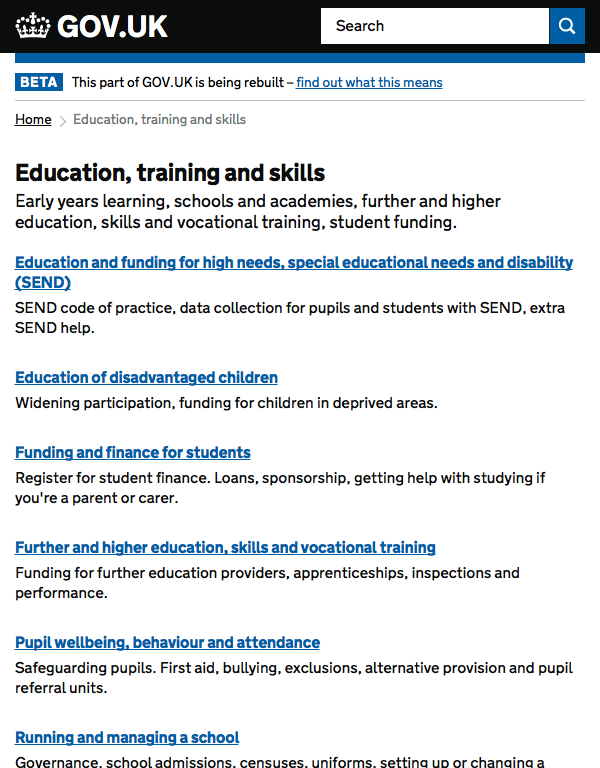 GOV.UK
Search
BETA This part of GOV.UK is being rebuilt – find out what this means
Home Education, training and skills
Education, training and skills
Early years learning, schools and academies, further and higher
education, skills and vocational training, student funding.
Education and funding for high needs, special educational needs and disability
(SEND)
SEND code of practice, data collection for pupils and students with SEND, extra
SEND help.
Education of disadvantaged children
Widening participation, funding for children in deprived areas.
Funding and finance for students
Register for student finance. Loans, sponsorship, getting help with studying if
you're a parent or carer.
Further and higher education, skills and vocational training
Funding for further education providers, apprenticeships, inspections and
performance.
Pupil wellbeing, behaviour and attendance
Safeguarding pupils. First aid, bullying, exclusions, alternative provision and pupil
referral units.
Running and managing a school
Governance, school admissions, censuses, uniforms, setting up or changing a